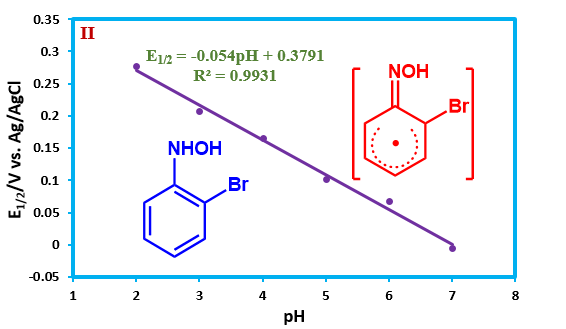 II
E1/2 = -0.054pH + 0.3791
R² = 0.9931
NOH
Br
NHOH
Br
E1/2/V vs. Ag/AgCl
0.35
0.3
0.25
0.2
0.15
0.1
0.05
0
-0.05
1 2 3 4 5 6 7 8
pH